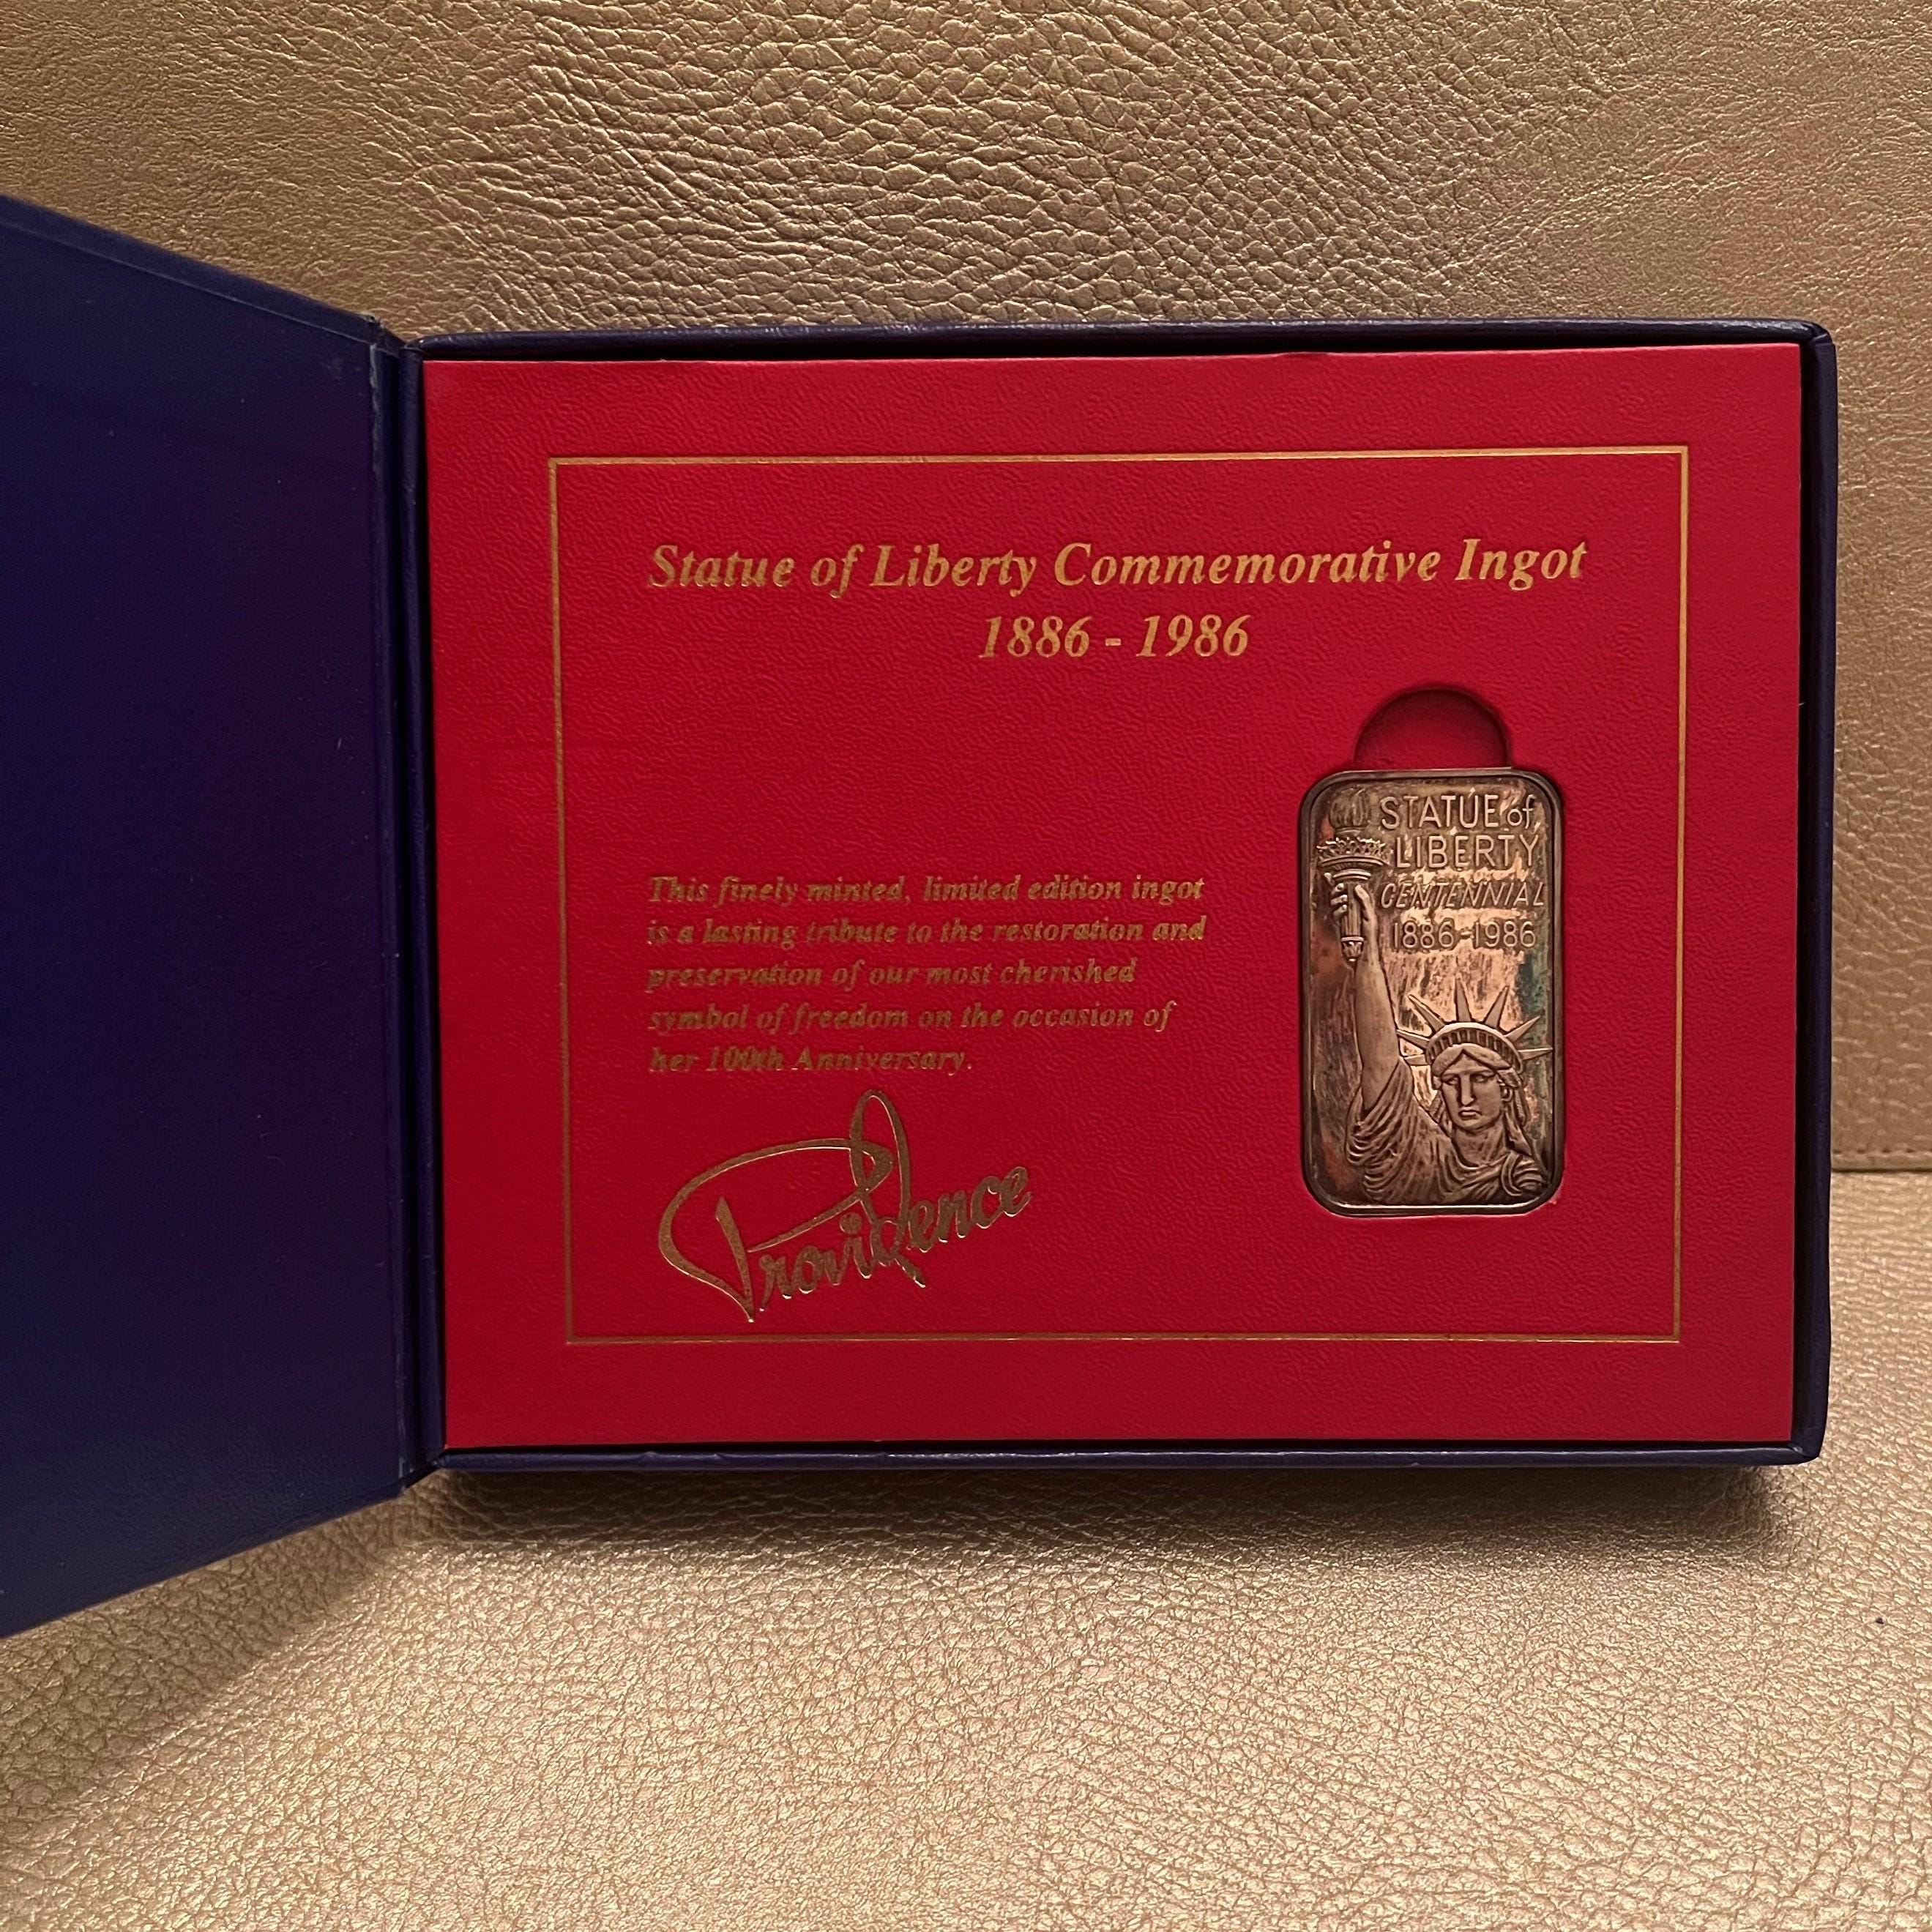 Statue of Liberty Commemorative Ingot
1886 - 1986
This finely minted, limited edition ingot
is a lasting tribute to the restoration and
preservation of our most cherished
symbol of freedom on the occasion of
her 100th Anniversary.
Providence
STATUE of
LIBERTY
CENTENNIAL
1886-1986